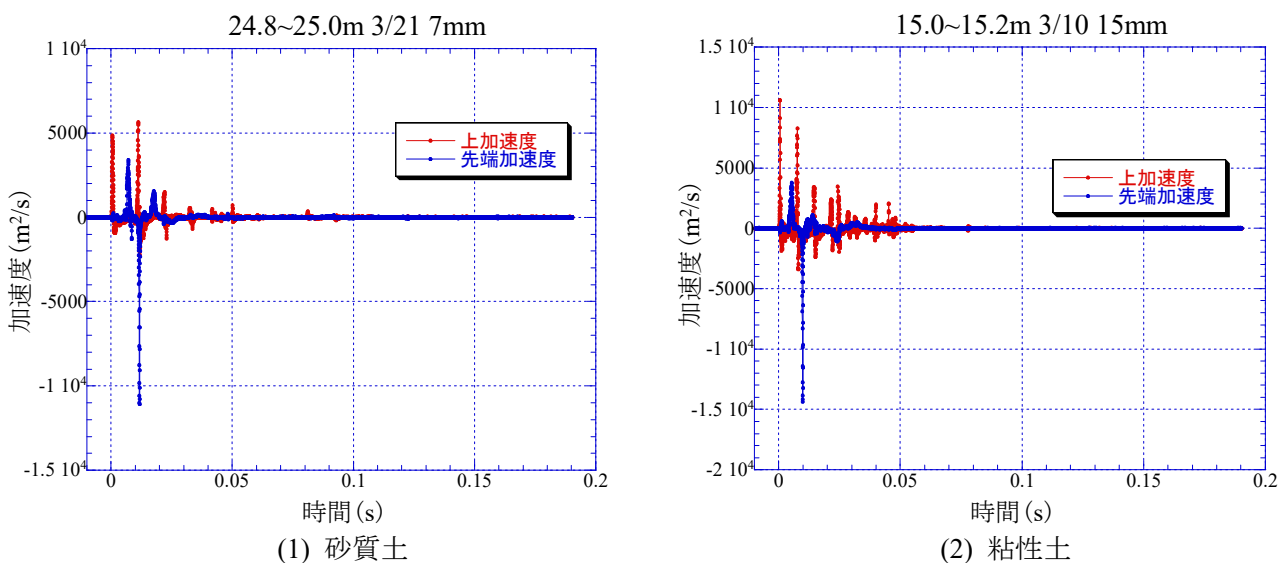 24.8~25.0m 3/21 7mm
1 10⁴
5000
0
-5000
-1 10⁴
-1.5 10⁴
加速度 (m²/s)
上加速度
先端加速度
0 0.05 0.1 0.15 0.2
時間 (s)
(1) 砂質土
15.0~15.2m 3/10 15mm
1.5 10⁴
1 10⁴
5000
0
-5000
-1 10⁴
-1.5 10⁴
-2 10⁴
加速度 (m²/s)
上加速度
先端加速度
0 0.05 0.1 0.15 0.2
時間 (s)
(2) 粘性土